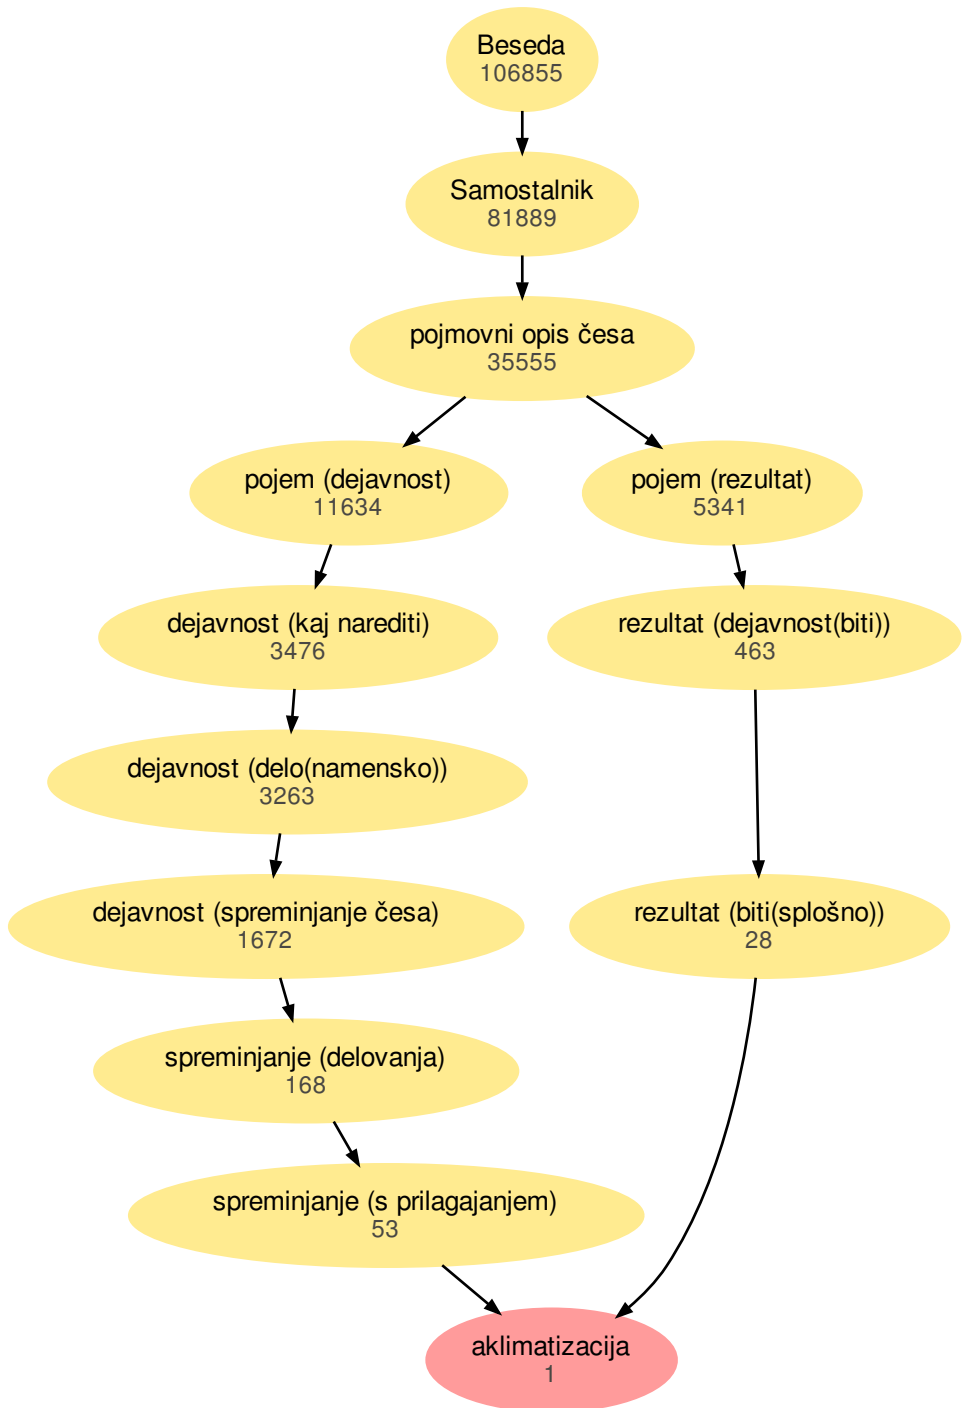 Beseda
106855
Samostalnik
81889
pojmovni opis česa
35555
pojem (dejavnost)
11634
pojem (rezultat)
5341
dejavnost (kaj narediti)
3476
rezultat (dejavnost(biti))
463
dejavnost (delo(namensko))
3263
dejavnost (spreminjanje česa)
1672
rezultat (biti(splošno))
28
spreminjanje (delovanja)
168
spreminjanje (s prilagajanjem)
53
aklimatizacija
1